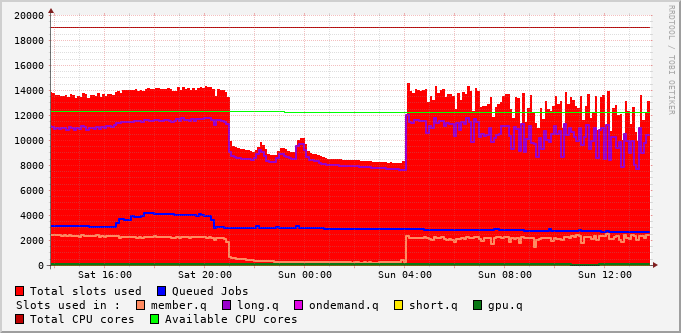 20000
18000
16000
14000
12000
10000
8000
6000
4000
2000
0
Sat 16:00 Sat 20:00 Sun 00:00 Sun 04:00 Sun 08:00 Sun 12:00
Total slots used Queued Jobs
Slots used in : member.q long.q ondemand.q short.q gpu.q
Total CPU cores Available CPU cores
RRDTOOL / TOBI OETIKER